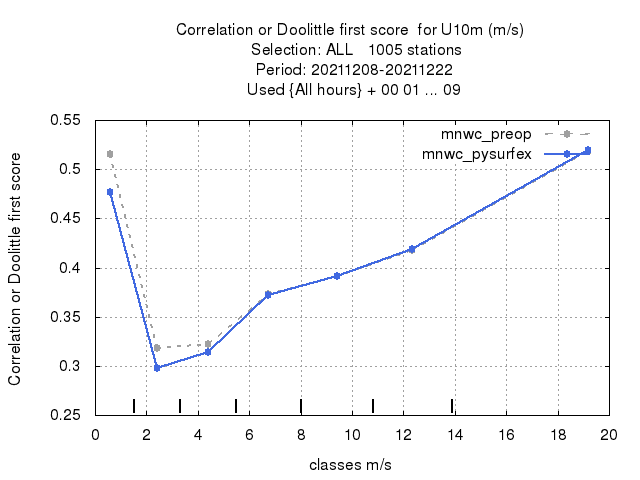 Correlation or Doolittle first score  for U10m (m/s)
Selection: ALL   1005 stations
Period: 20211208-20211222
Used {All hours} + 00 01 ... 09
mnwc_preop
mnwc_pysurfex
Correlation or Doolittle first score
0.55
0.5
0.45
0.4
0.35
0.3
0.25
0 2 4 6 8 10 12 14 16 18 20
classes m/s